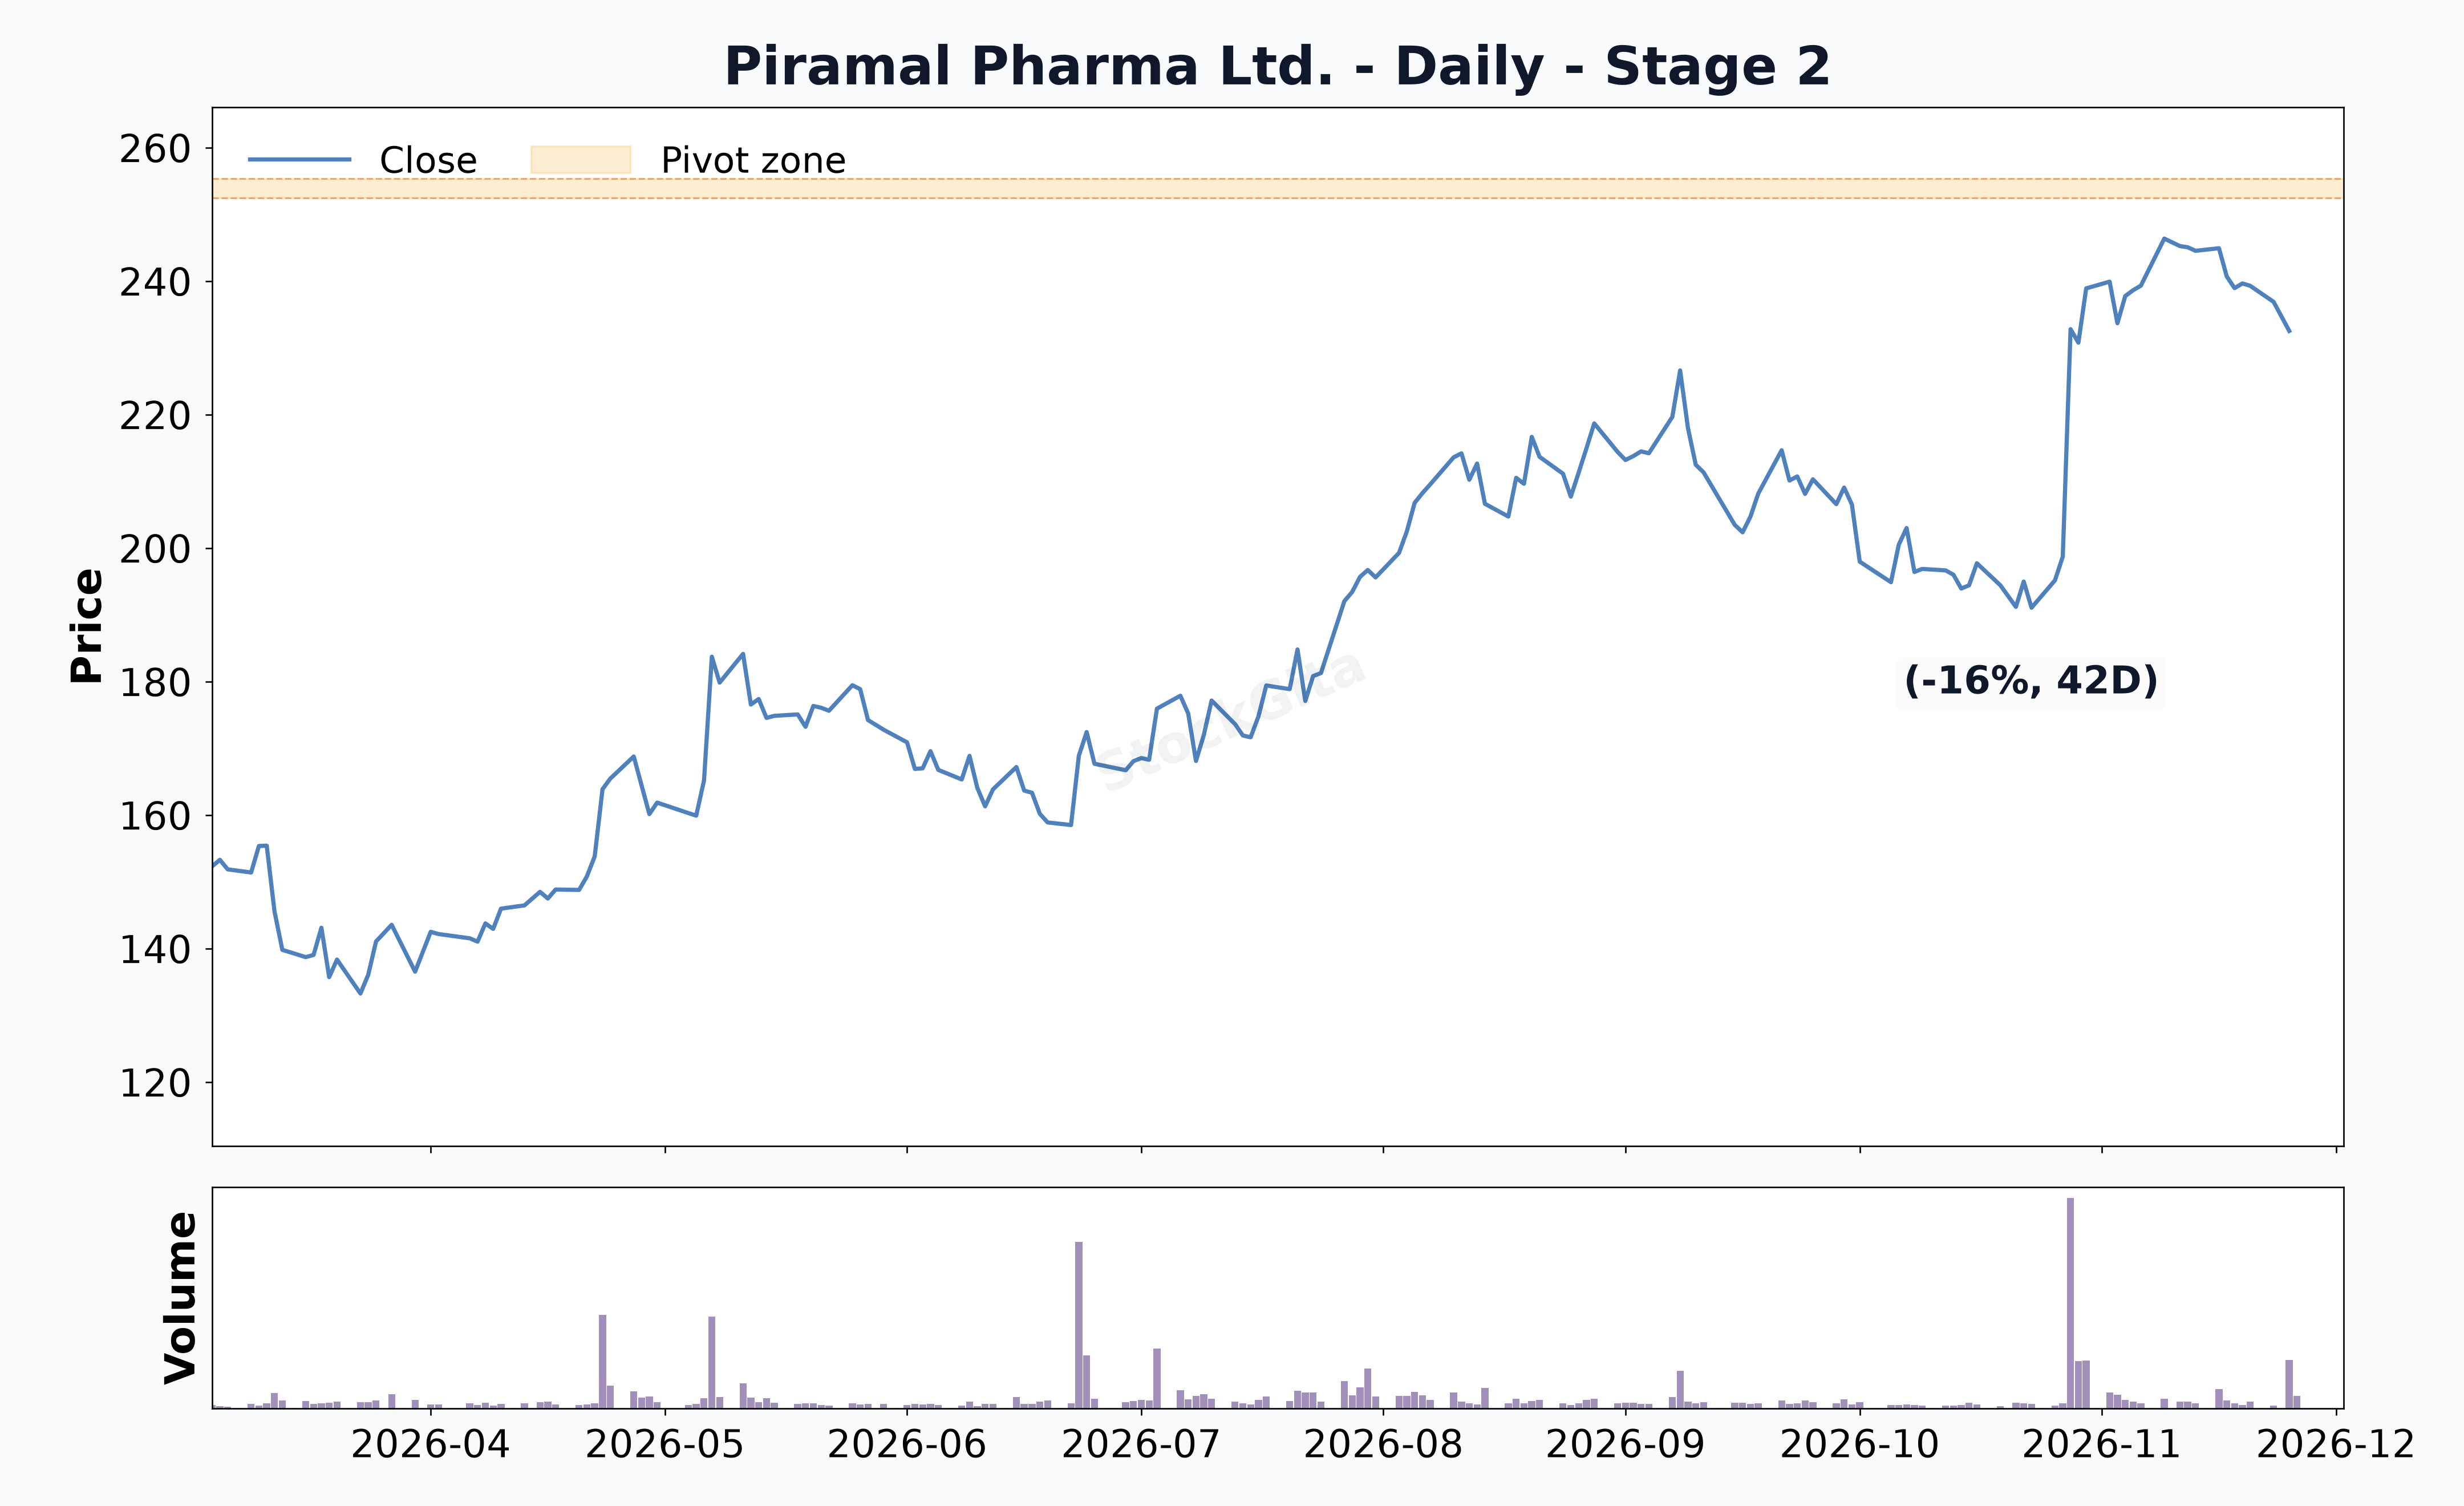 Piramal Pharma Ltd. - Daily - Stage 2
Close
Pivot zone
Price
260
240
220
200
180
160
140
120
StockGita
(-16%, 42D)
Volume
2026-04
2026-05
2026-06
2026-07
2026-08
2026-09
2026-10
2026-11
2026-12